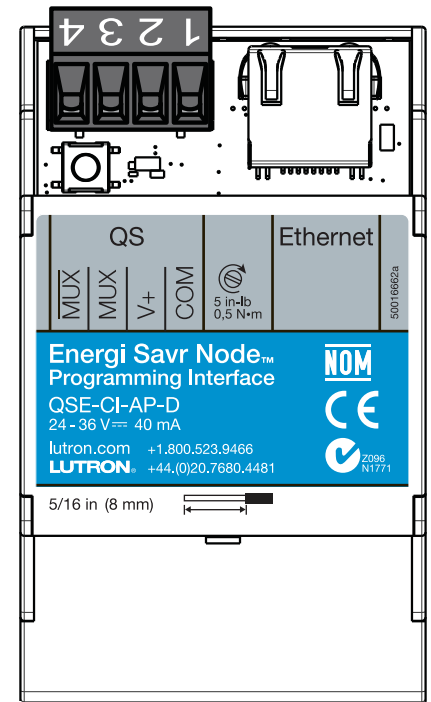 4 3 2 1
QS
Ethernet
MUX
MUX
V+
COM
5 in-lb
0,5 N•m
50016662a
Energi Savr Node™
Programming Interface
QSE-CI-AP-D
24 - 36 V⎓ 40 mA
lutron.com +1.800.523.9466
LUTRON® +44.(0)20.7680.4481
NOM
CE
Z096
N1771
5/16 in (8 mm)